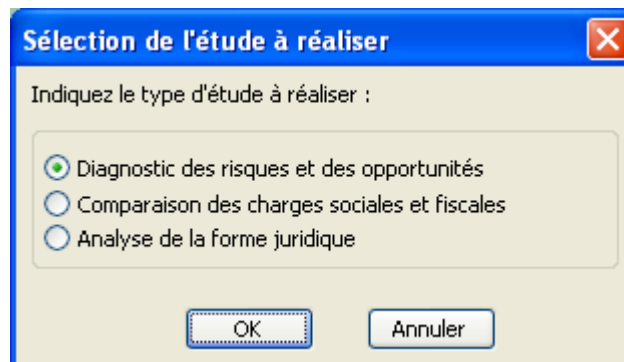 Sélection de l'étude à réaliser
Indiquez le type d'étude à réaliser :
Diagnostic des risques et des opportunités
Comparaison des charges sociales et fiscales
Analyse de la forme juridique
OK Annuler